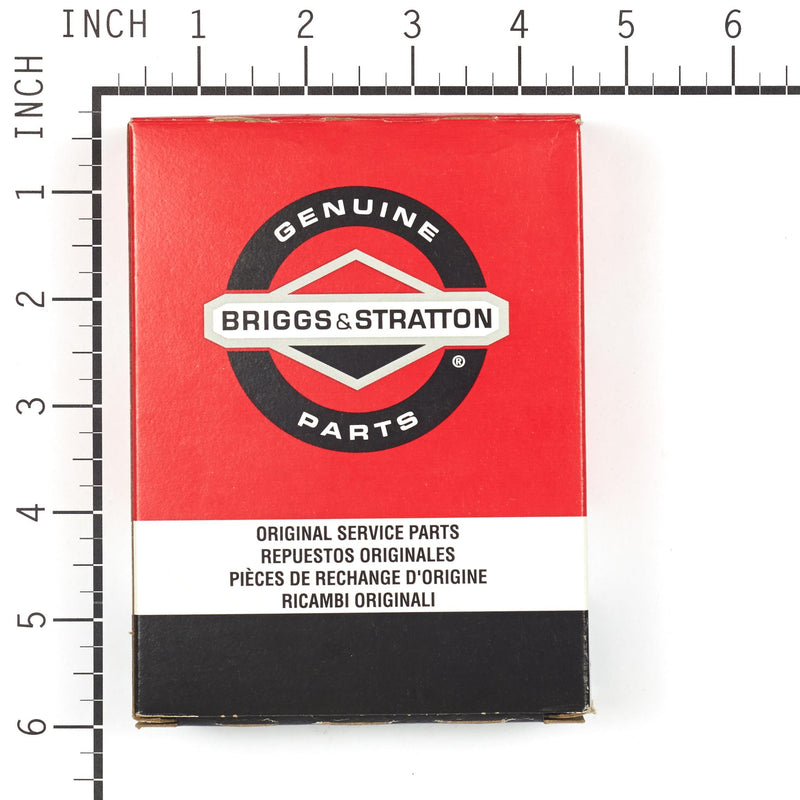 INCH 1 2 3 4 5 6
INCH
1
2
3
4
5
6
GENUINE
BRIGGS & STRATTON
®
PARTS
ORIGINAL SERVICE PARTS
REPUESTOS ORIGINALES
PIÈCES DE RECHANGE D'ORIGINE
RICAMBI ORIGINALI